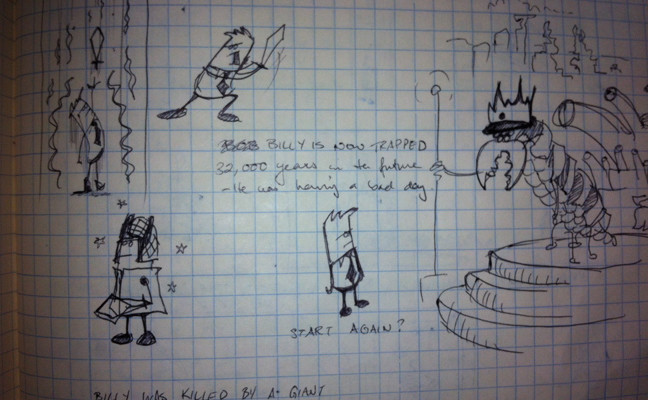 BILLY IS NOW TRAPPED
32,000 years in the future
- He was having a bad day
START AGAIN?
BILLY WAS KILLED BY A GIANT